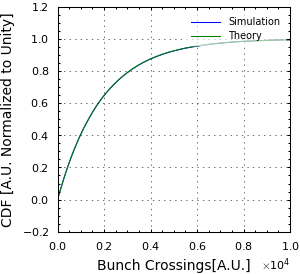 1.2
1.0
0.8
0.6
0.4
0.2
0.0
−0.2
CDF [A.U. Normalized to Unity]
Simulation
Theory
0.0 0.2 0.4 0.6 0.8 1.0
Bunch Crossings[A.U.] ×10⁴